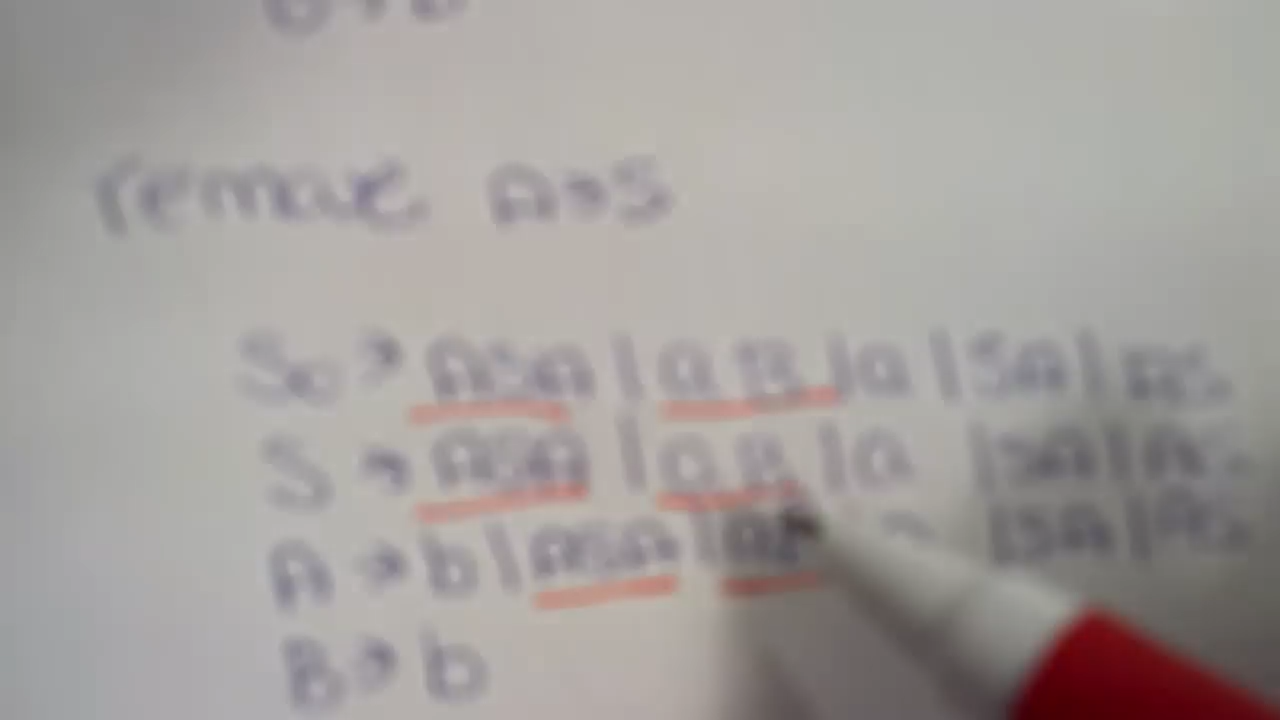 remove A→S
S₀→ ASA | aB | a | SA | AS
S → ASA | aB | a | SA | AS
A → b | ASA | aB | SA | AS
B → b